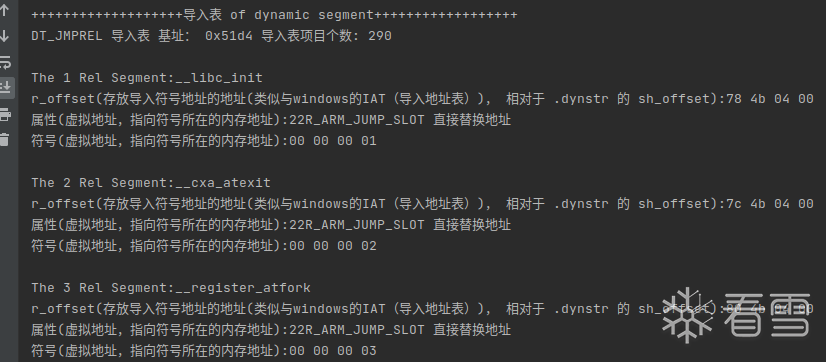 +++++++++++++++++++导入表 of dynamic segment++++++++++++++++++
DT_JMPREL 导入表 基址: 0x51d4 导入表项目个数: 290
The 1 Rel Segment:__libc_init
r_offset(存放导入符号地址的地址(类似与windows的IAT（导入地址表）), 相对于 .dynstr 的 sh_offset):78 4b 04 00
属性(虚拟地址，指向符号所在的内存地址):22R_ARM_JUMP_SLOT 直接替换地址
符号(虚拟地址，指向符号所在的内存地址):00 00 00 01
The 2 Rel Segment:__cxa_atexit
r_offset(存放导入符号地址的地址(类似与windows的IAT（导入地址表）), 相对于 .dynstr 的 sh_offset):7c 4b 04 00
属性(虚拟地址，指向符号所在的内存地址):22R_ARM_JUMP_SLOT 直接替换地址
符号(虚拟地址，指向符号所在的内存地址):00 00 00 02
The 3 Rel Segment:__register_atfork
r_offset(存放导入符号地址的地址(类似与windows的IAT（导入地址表）), 相对于 .dynstr 的 sh_offset):80 4b 04 00
属性(虚拟地址，指向符号所在的内存地址):22R_ARM_JUMP_SLOT 直接替换地址
符号(虚拟地址，指向符号所在的内存地址):00 00 00 03
看雪